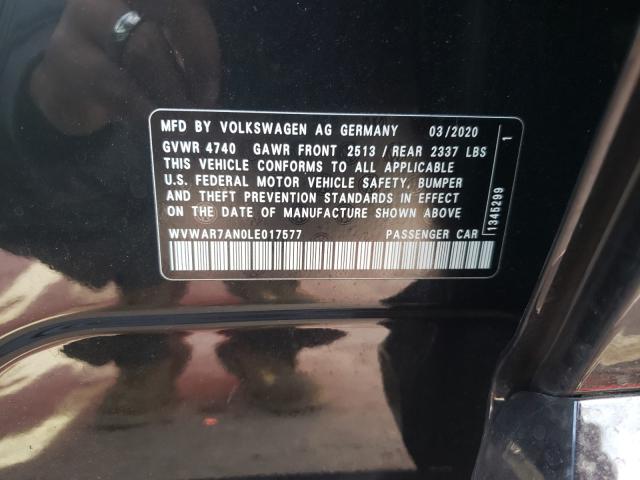 MFD BY VOLKSWAGEN AG GERMANY 03/2020
GVWR 4740 GAWR FRONT 2513 / REAR 2337 LBS
THIS VEHICLE CONFORMS TO ALL APPLICABLE
U.S. FEDERAL MOTOR VEHICLE SAFETY, BUMPER
AND THEFT PREVENTION STANDARDS IN EFFECT
ON THE DATE OF MANUFACTURE SHOWN ABOVE
WVWAR7AN0LE017577 PASSENGER CAR
1345299 1